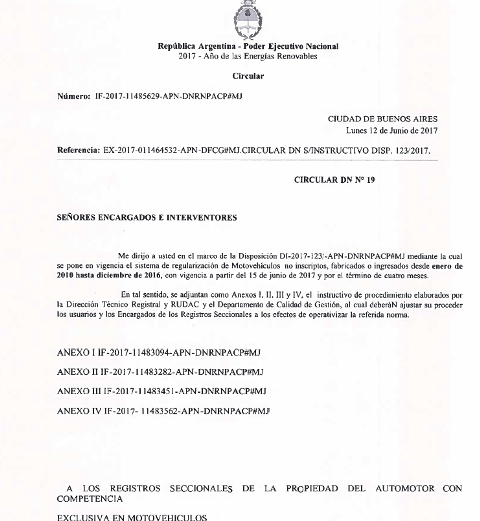 República Argentina - Poder Ejecutivo Nacional
2017 - Año de las Energías Renovables
Circular
Número: IF-2017-11485629-APN-DNRNPACP#MJ
CIUDAD DE BUENOS AIRES
Lunes 12 de Junio de 2017
Referencia: EX-2017-011464532-APN-DFCG#MJ.CIRCULAR DN S/INSTRUCTIVO DISP. 123/2017.
CIRCULAR DN Nº 19
SEÑORES ENCARGADOS E INTERVENTORES
Me dirijo a usted en el marco de la Disposición DI-2017-123-APN-DNRNPACP#MJ mediante la cual
se pone en vigencia el sistema de regularización de Motovehículos no inscriptos, fabricados o ingresados desde enero de
2010 hasta diciembre de 2016, con vigencia a partir del 15 de junio de 2017 y por el término de cuatro meses.
En tal sentido, se adjuntan como Anexos I, II, III y IV, el instructivo de procedimiento elaborados por
la Dirección Técnico Registral y RUDAC y el Departamento de Calidad de Gestión, al cual deberáN ajustar su proceder
los usuarios y los Encargados de los Registros Seccionales a los efectos de operativizar la referida norma.
ANEXO I IF-2017-11483094-APN-DNRNPACP#MJ
ANEXO II IF-2017-11483282-APN-DNRNPACP#MJ
ANEXO III IF-2017-11483451-APN-DNRNPACP#MJ
ANEXO IV IF-2017- 11483562-APN-DNRNPACP#MJ
A LOS REGISTROS SECCIONALES DE LA PROPIEDAD DEL AUTOMOTOR CON
COMPETENCIA
EXCLUSIVA EN MOTOVEHICULOS